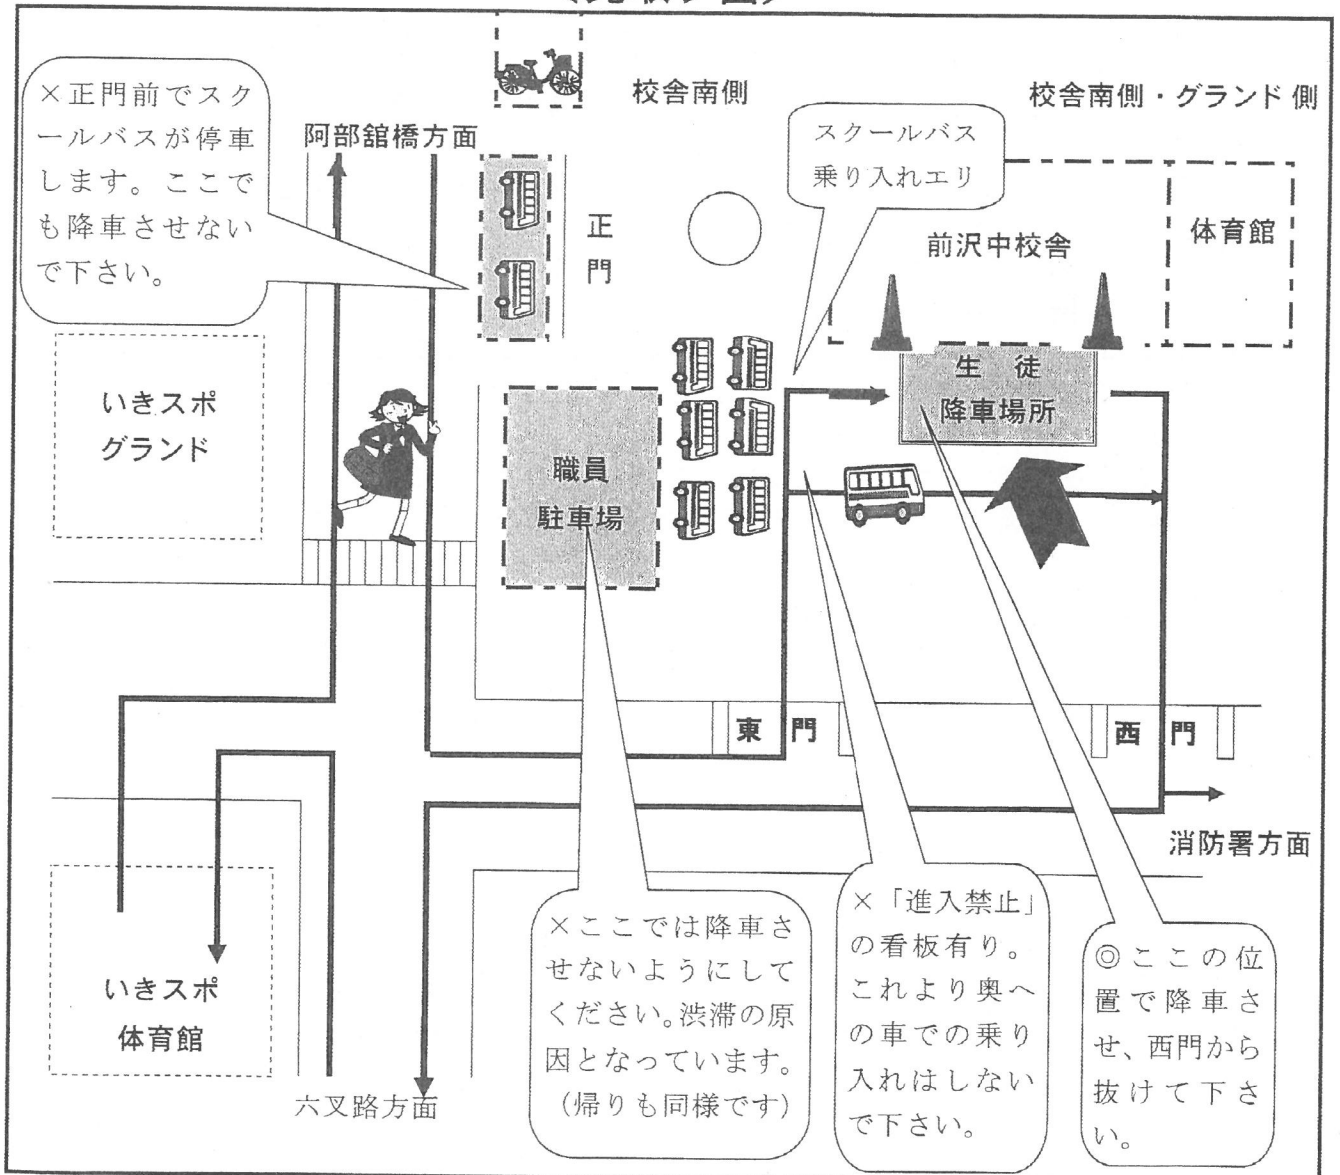 校舎南側
校舎南側・グランド側
×正門前でスク
ールバスが停車
します。ここで
も降車させない
で下さい。
阿部舘橋方面
スクールバス
乗り入れエリ
正
門
前沢中校舎
体育館
いきスポ
グランド
生　徒
降車場所
職員
駐車場
東　門
西　門
消防署方面
いきスポ
体育館
六叉路方面
×ここでは降車さ
せないようにして
ください。渋滞の原
因となっています。
（帰りも同様です）
×「進入禁止」
の看板有り。
これより奥へ
の車での乗り
入れはしない
で下さい。
◎ここの位
置で降車さ
せ、西門から
抜けて下さ
い。